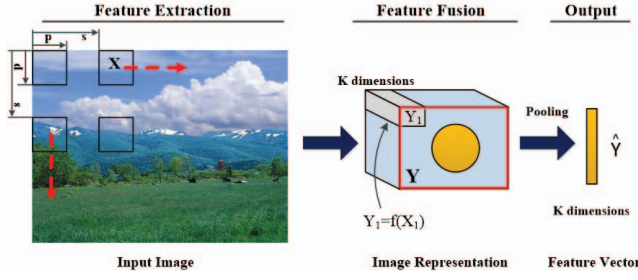 Feature Extraction
Feature Fusion
Output
p
s
p
s
X
K dimensions
Y1
Y
Y1=f(X1)
Pooling
Ŷ
K dimensions
Input Image
Image Representation
Feature Vector